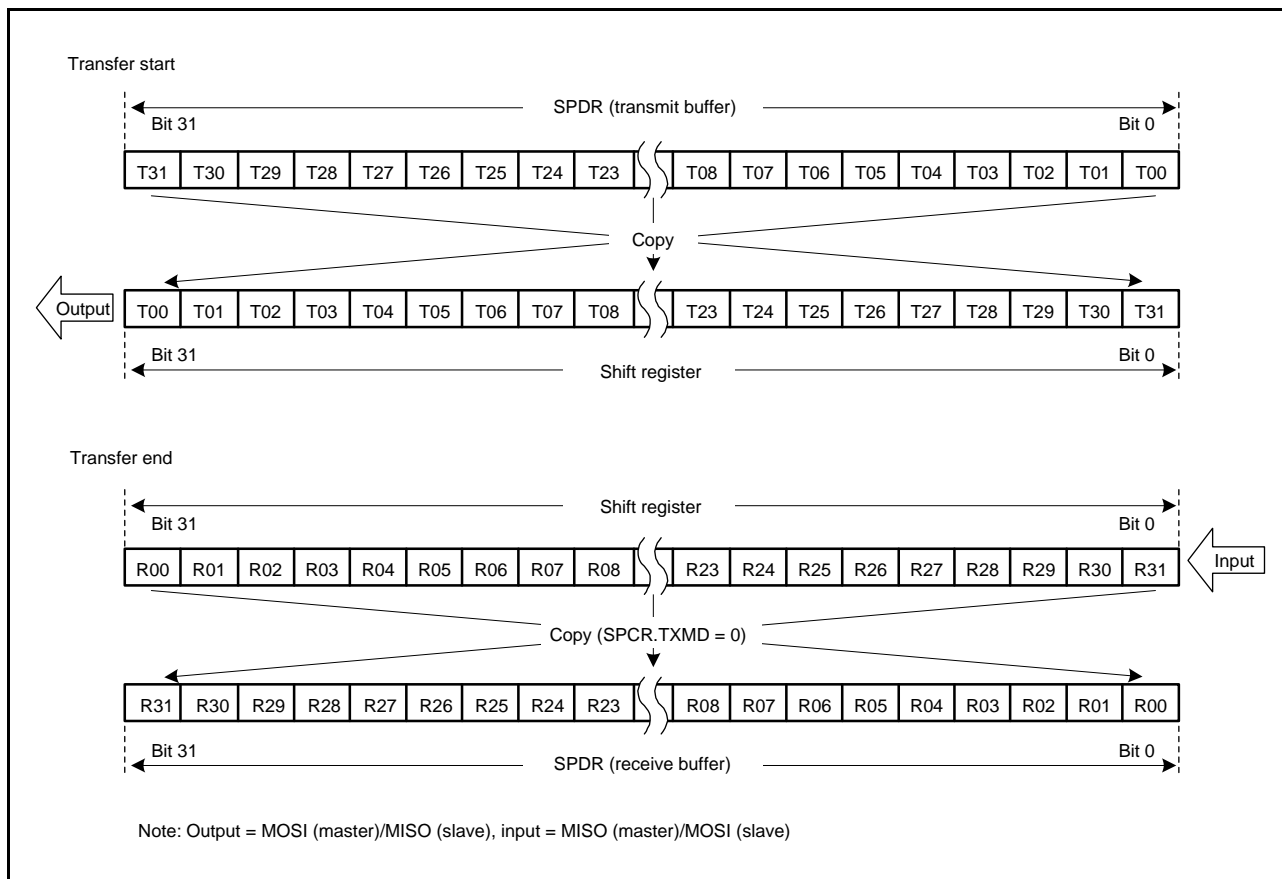 Transfer start
SPDR (transmit buffer)
Bit 31 Bit 0
T31 T30 T29 T28 T27 T26 T25 T24 T23 T08 T07 T06 T05 T04 T03 T02 T01 T00
Copy
Output T00 T01 T02 T03 T04 T05 T06 T07 T08 T23 T24 T25 T26 T27 T28 T29 T30 T31
Bit 31 Bit 0
Shift register
Transfer end
Shift register
Bit 31 Bit 0
R00 R01 R02 R03 R04 R05 R06 R07 R08 R23 R24 R25 R26 R27 R28 R29 R30 R31 Input
Copy (SPCR.TXMD = 0)
R31 R30 R29 R28 R27 R26 R25 R24 R23 R08 R07 R06 R05 R04 R03 R02 R01 R00
Bit 31 Bit 0
SPDR (receive buffer)
Note: Output = MOSI (master)/MISO (slave), input = MISO (master)/MOSI (slave)